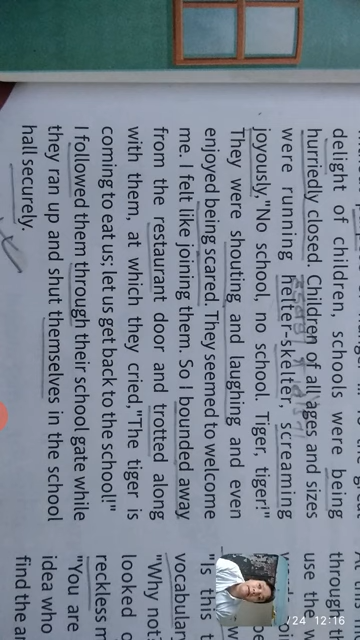 delight of children, schools were being
hurriedly closed. Children of all ages and sizes
were running helter-skelter, screaming
joyously, "No school, no school. Tiger, tiger!"
They were shouting and laughing and even
enjoyed being scared. They seemed to welcome
me. I felt like joining them. So I bounded away
from the restaurant door and trotted along
with them, at which they cried, "The tiger is
coming to eat us; let us get back to the school!"
I followed them through their school gate while
they ran up and shut themselves in the school
hall securely.
through t
use the w
"Is this
vocabular
"Why not?
looked o
reckless m
"You are
idea who
find the a
/24 12:16